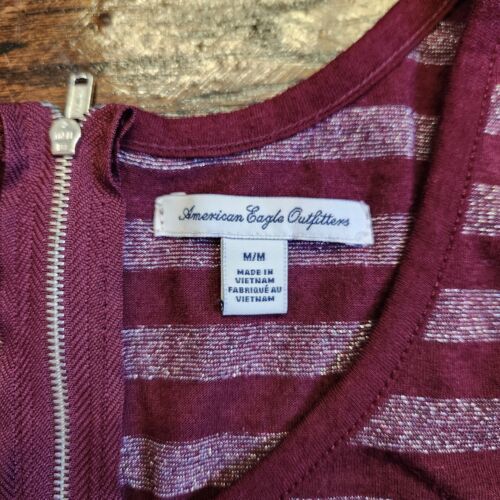 American Eagle Outfitters
M/M
MADE IN
VIETNAM
FABRIQUÉ AU
VIETNAM